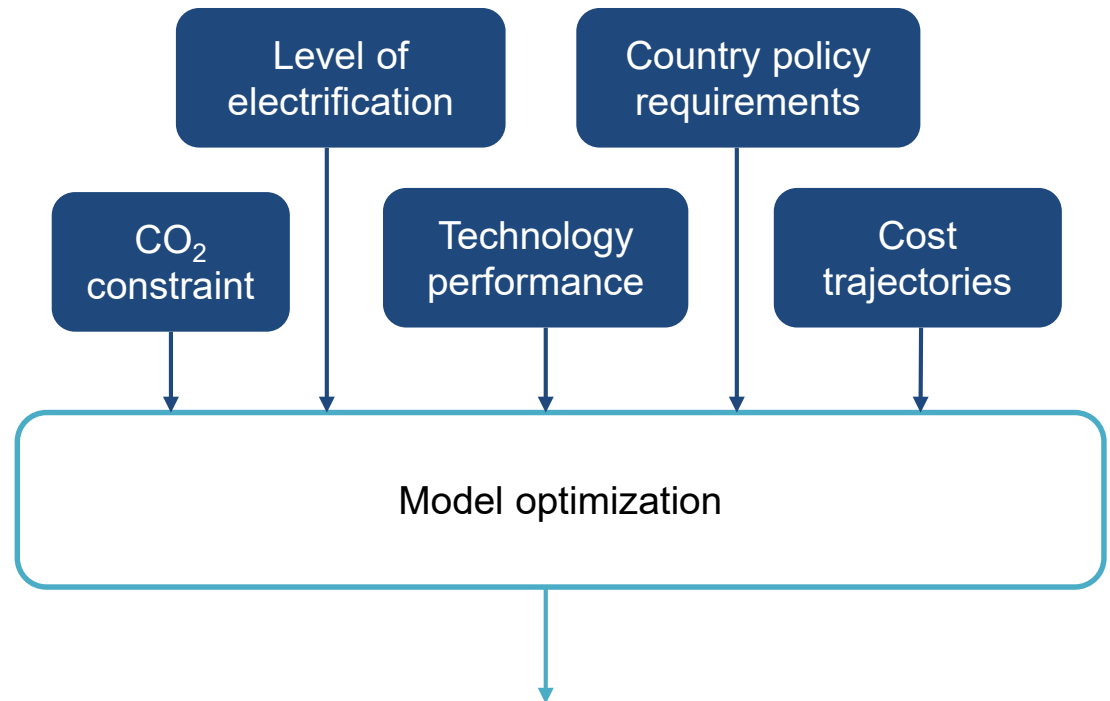 Level of
electrification
Country policy
requirements
CO₂
constraint
Technology
performance
Cost
trajectories
Model optimization